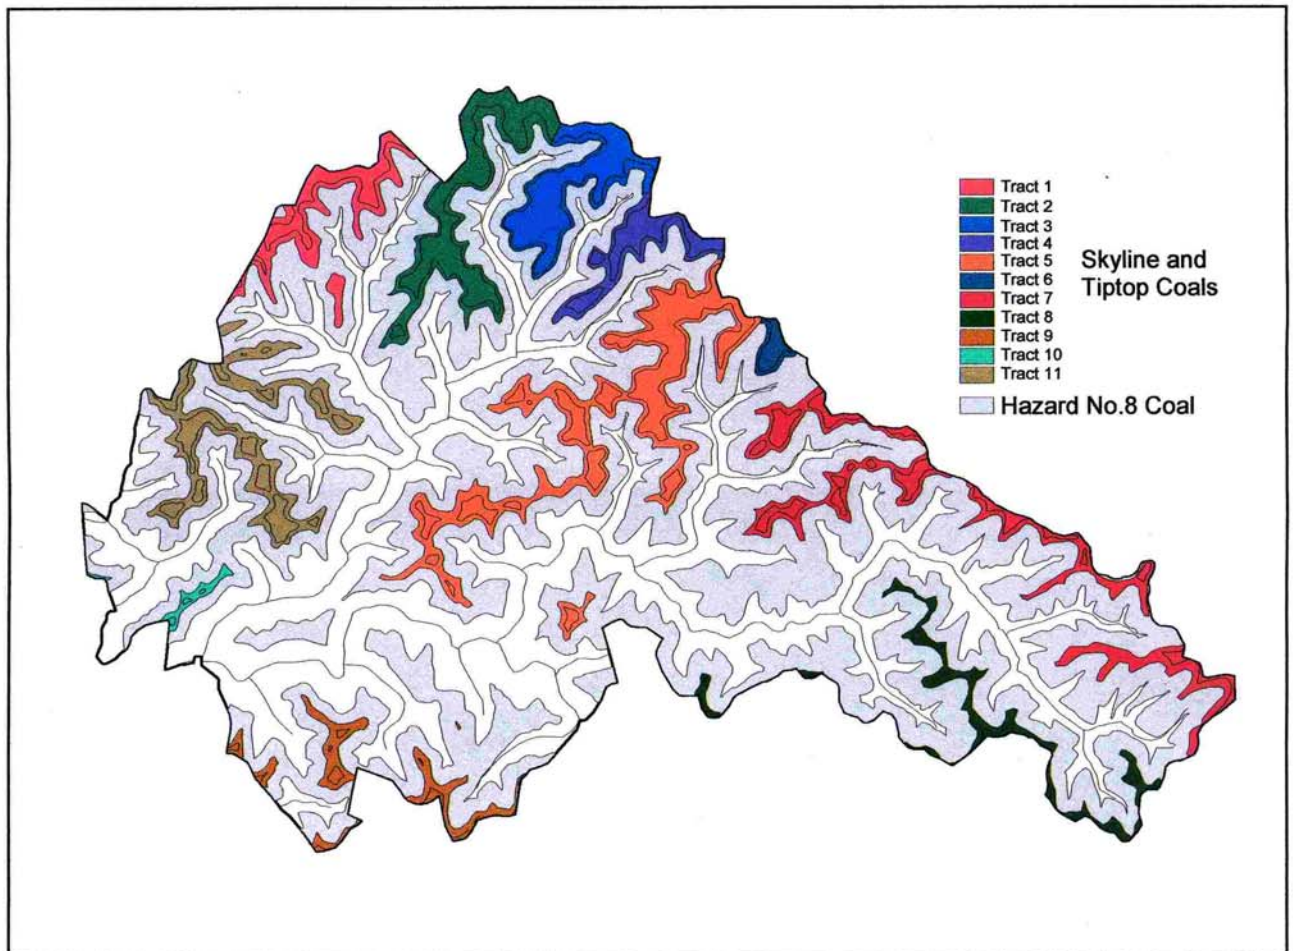 Tract 1
Tract 2
Tract 3
Tract 4
Tract 5
Tract 6
Tract 7
Tract 8
Tract 9
Tract 10
Tract 11
Skyline and
Tiptop Coals
Hazard No.8 Coal